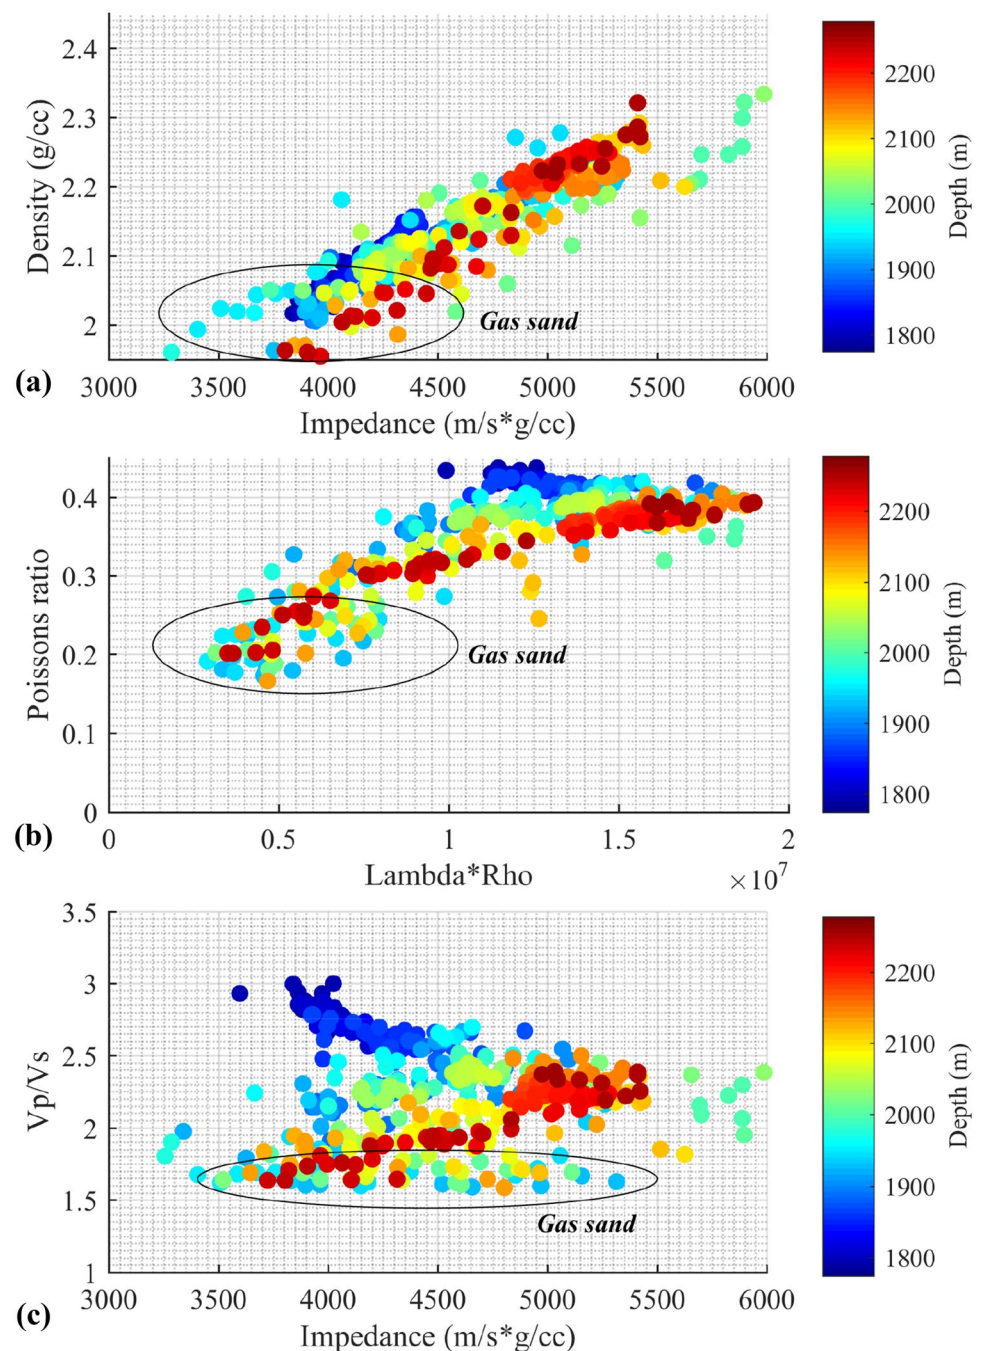 2.4
2.3
2.2
2.1
2
Density (g/cc)
Gas sand
3000 3500 4000 4500 5000 5500 6000
Impedance (m/s*g/cc)
(a)
2200
2100
2000
1900
1800
Depth (m)
0.4
0.3
0.2
0.1
0
Poissons ratio
Gas sand
0 0.5 1 1.5 2
Lambda*Rho ×10⁷
(b)
2200
2100
2000
1900
1800
Depth (m)
3.5
3
2.5
2
1.5
1
Vp/Vs
Gas sand
3000 3500 4000 4500 5000 5500 6000
Impedance (m/s*g/cc)
(c)
2200
2100
2000
1900
1800
Depth (m)